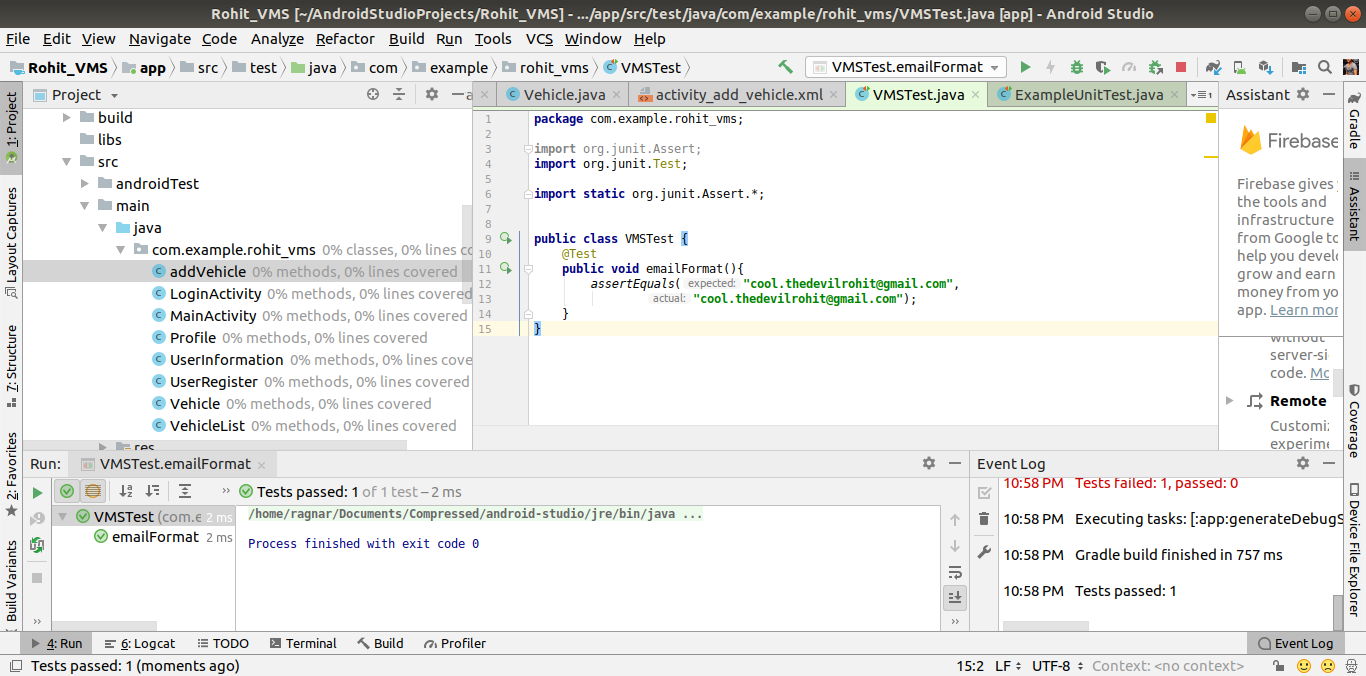 Rohit_VMS [~/AndroidStudioProjects/Rohit_VMS] - .../app/src/test/java/com/example/rohit_vms/VMSTest.java [app] - Android Studio
File Edit View Navigate Code Analyze Refactor Build Run Tools VCS Window Help
Rohit_VMS app src test java com example rohit_vms VMSTest VMSTest.emailFormat
1: Project
Layout Captures
7: Structure
2: Favorites
Build Variants
Project
build
libs
src
androidTest
main
java
com.example.rohit_vms 0% classes, 0% lines co
addVehicle 0% methods, 0% lines covered
LoginActivity 0% methods, 0% lines covered
MainActivity 0% methods, 0% lines covered
Profile 0% methods, 0% lines covered
UserInformation 0% methods, 0% lines cove
UserRegister 0% methods, 0% lines covered
Vehicle 0% methods, 0% lines covered
VehicleList 0% methods, 0% lines covered
res
a Vehicle.java activity_add_vehicle.xml VMSTest.java ExampleUnitTest.java 1
1 package com.example.rohit_vms;
2
3 import org.junit.Assert;
4 import org.junit.Test;
5
6 import static org.junit.Assert.*;
7
8
9 public class VMSTest {
10 @Test
11 public void emailFormat(){
12 assertEquals( expected: "cool.thedevilrohit@gmail.com",
13 actual: "cool.thedevilrohit@gmail.com");
14 }
15 }
Assistant
Firebase
Firebase gives
the tools and
infrastructure
from Google to
help you develo
grow and earn
money from yo
app. Learn mor
without
server-si
code. Mo
Remote
Customiz
experime
Gradle
Assistant
Coverage
Device File Explorer
Run: VMSTest.emailFormat
Tests passed: 1 of 1 test – 2 ms
VMSTest (com.e 2 ms
emailFormat 2 ms
/home/ragnar/Documents/Compressed/android-studio/jre/bin/java ...
Process finished with exit code 0
Event Log
10:58 PM Tests failed: 1, passed: 0
10:58 PM Executing tasks: [:app:generateDebugS
10:58 PM Gradle build finished in 757 ms
10:58 PM Tests passed: 1
4: Run 6: Logcat TODO Terminal Build Profiler Event Log
Tests passed: 1 (moments ago) 15:2 LF UTF-8 Context: <no context>